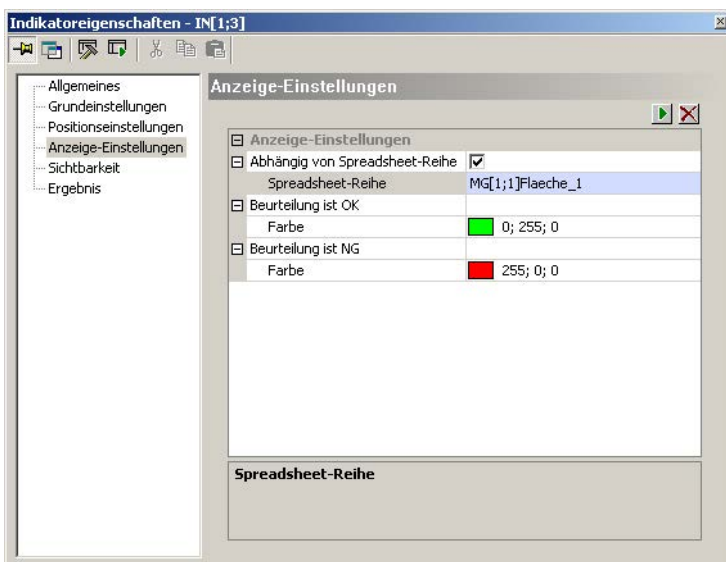 Indikatoreigenschaften - IN[1;3]
Allgemeines
Grundeinstellungen
Positionseinstellungen
Anzeige-Einstellungen
Sichtbarkeit
Ergebnis
Anzeige-Einstellungen
Anzeige-Einstellungen
Abhängig von Spreadsheet-Reihe
Spreadsheet-Reihe MG[1;1]Flaeche_1
Beurteilung ist OK
Farbe 0; 255; 0
Beurteilung ist NG
Farbe 255; 0; 0
Spreadsheet-Reihe